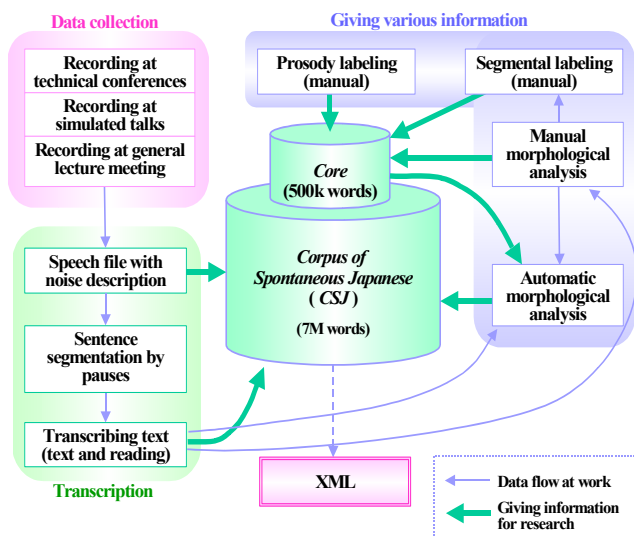 Data collection
Recording at
technical conferences
Recording at
simulated talks
Recording at general
lecture meeting
Giving various information
Prosody labeling
(manual)
Segmental labeling
(manual)
Manual
morphological
analysis
Automatic
morphological
analysis
Core
(500k words)
Corpus of
Spontaneous Japanese
( CSJ )
(7M words)
Speech file with
noise description
Sentence
segmentation by
pauses
Transcribing text
(text and reading)
Transcription
XML
Data flow at work
Giving information
for research